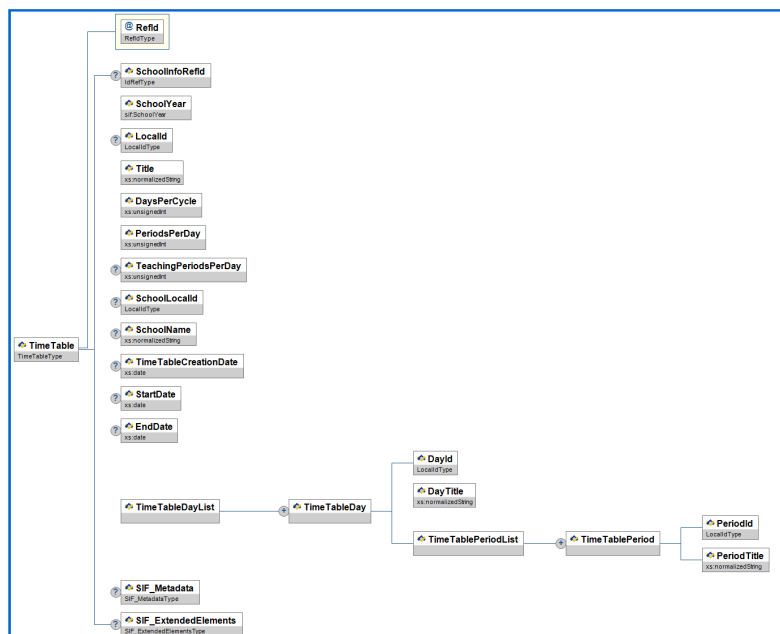 @ RefId
RefIdType
? SchoolInfoRefId
IdRefType
SchoolYear
sif:SchoolYear
? LocalId
LocalIdType
Title
xs:normalizedString
DaysPerCycle
xs:unsignedInt
PeriodsPerDay
xs:unsignedInt
? TeachingPeriodsPerDay
xs:unsignedInt
? SchoolLocalId
LocalIdType
? SchoolName
xs:normalizedString
TimeTable
TimeTableType
? TimeTableCreationDate
xs:date
? StartDate
xs:date
? EndDate
xs:date
TimeTableDayList
+ TimeTableDay
DayId
LocalIdType
DayTitle
xs:normalizedString
TimeTablePeriodList
+ TimeTablePeriod
PeriodId
LocalIdType
PeriodTitle
xs:normalizedString
? SIF_Metadata
SIF_MetadataType
? SIF_ExtendedElements
SIF_ExtendedElementsType